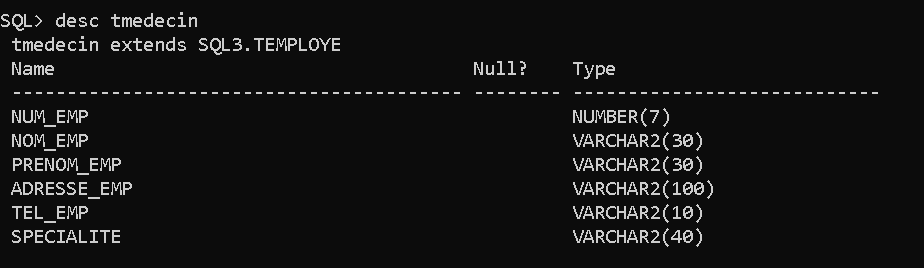 SQL> desc tmedecin
tmedecin extends SQL3.TEMPLOYE
Name Null? Type
----------------------------------------- -------- ----------------------------
NUM_EMP NUMBER(7)
NOM_EMP VARCHAR2(30)
PRENOM_EMP VARCHAR2(30)
ADRESSE_EMP VARCHAR2(100)
TEL_EMP VARCHAR2(10)
SPECIALITE VARCHAR2(40)